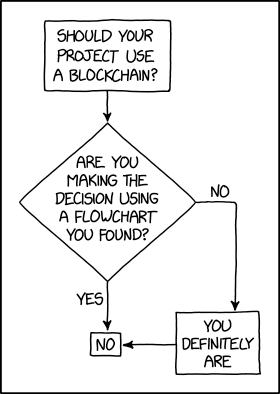 SHOULD YOUR
PROJECT USE
A BLOCKCHAIN?
ARE YOU
MAKING THE
DECISION USING
A FLOWCHART
YOU FOUND?
NO
YES
NO
YOU
DEFINITELY
ARE